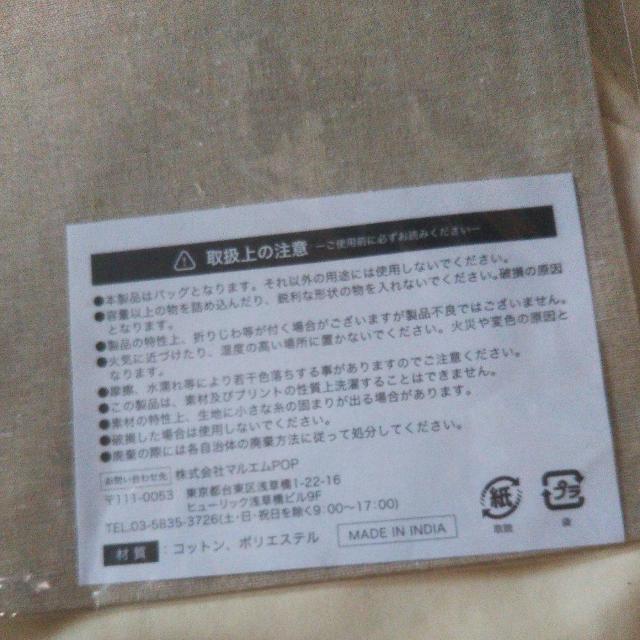 取扱上の注意 ーご使用前に必ずお読みくださいー
●本製品はバッグとなります。それ以外の用途には使用しないでください。
●容量以上の物を詰め込んだり、鋭利な形状の物を入れないでください。破損の原因
となります。
●製品の特性上、折りじわ等が付く場合がございますが製品不良ではございません。
●火気に近づけたり、湿度の高い場所に置かないでください。火災や変色の原因と
なります。
●摩擦、水濡れ等により若干色落ちする事がありますのでご注意ください。
●この製品は、素材及びプリントの性質上洗濯することはできません。
●素材の特性上、生地に小さな糸の固まりが出る場合があります。
●破損した場合は使用しないでください。
●廃棄の際には各自治体の廃棄方法に従って処分してください。
お問い合わせ先 株式会社マルエムPOP
〒111-0053 東京都台東区浅草橋1-22-16
ヒューリック浅草橋ビル9F
TEL.03-5835-3726(土・日・祝日を除く9:00~17:00)
材質 コットン、ポリエステル MADE IN INDIA
紙 プラ
台紙 袋